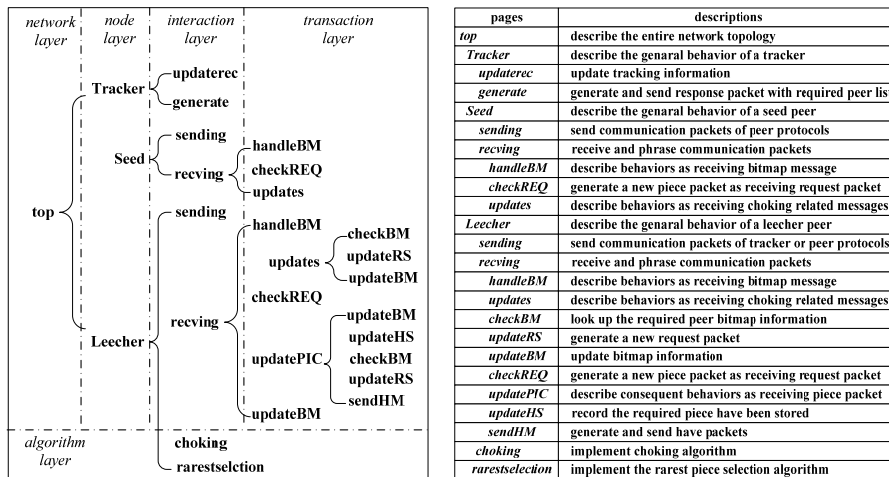 network layer
node layer
interaction layer
transaction layer
updaterec
Tracker
generate
sending
handleBM
Seed
checkREQ
recving
updates
top
sending
handleBM
checkBM
updates
updateRS
updateBM
checkREQ
recving
updateBM
updateHS
Leecher
updatePIC
checkBM
updateRS
sendHM
updateBM
algorithm layer
choking
rarestselction
pages descriptions
top describe the entire network topology
Tracker describe the genaral behavior of a tracker
updaterec update tracking information
generate generate and send response packet with required peer list
Seed describe the genaral behavior of a seed peer
sending send communication packets of peer protocols
recving receive and phrase communication packets
handleBM describe behaviors as receiving bitmap message
checkREQ generate a new piece packet as receiving request packet
updates describe behaviors as receiving choking related messages
Leecher describe the genaral behavior of a leecher peer
sending send communication packets of tracker or peer protocols
recving receive and phrase communication packets
handleBM describe behaviors as receiving bitmap message
updates describe behaviors as receiving choking related messages
checkBM look up the required peer bitmap information
updateRS generate a new request packet
updateBM update bitmap information
checkREQ generate a new piece packet as receiving request packet
updatePIC describe consequent behaviors as receiving piece packet
updateHS record the required piece have been stored
sendHM generate and send have packets
choking implement choking algorithm
rarestselection implement the rarest piece selection algorithm